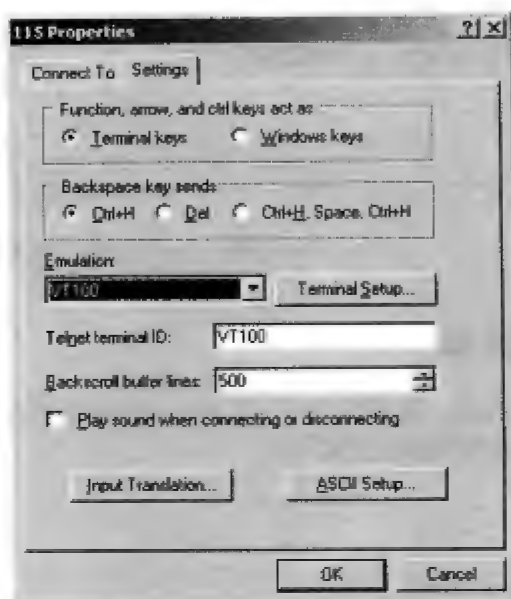 115 Properties
? X
Connect To Settings
Function, arrow, and ctrl keys act as
Terminal keys Windows keys
Backspace key sends
Ctrl+H Del Ctrl+H, Space, Ctrl+H
Emulation:
VT100 Terminal Setup...
Telnet terminal ID: VT100
Backscroll buffer lines: 500
Play sound when connecting or disconnecting
Input Translation... ASCII Setup...
OK Cancel